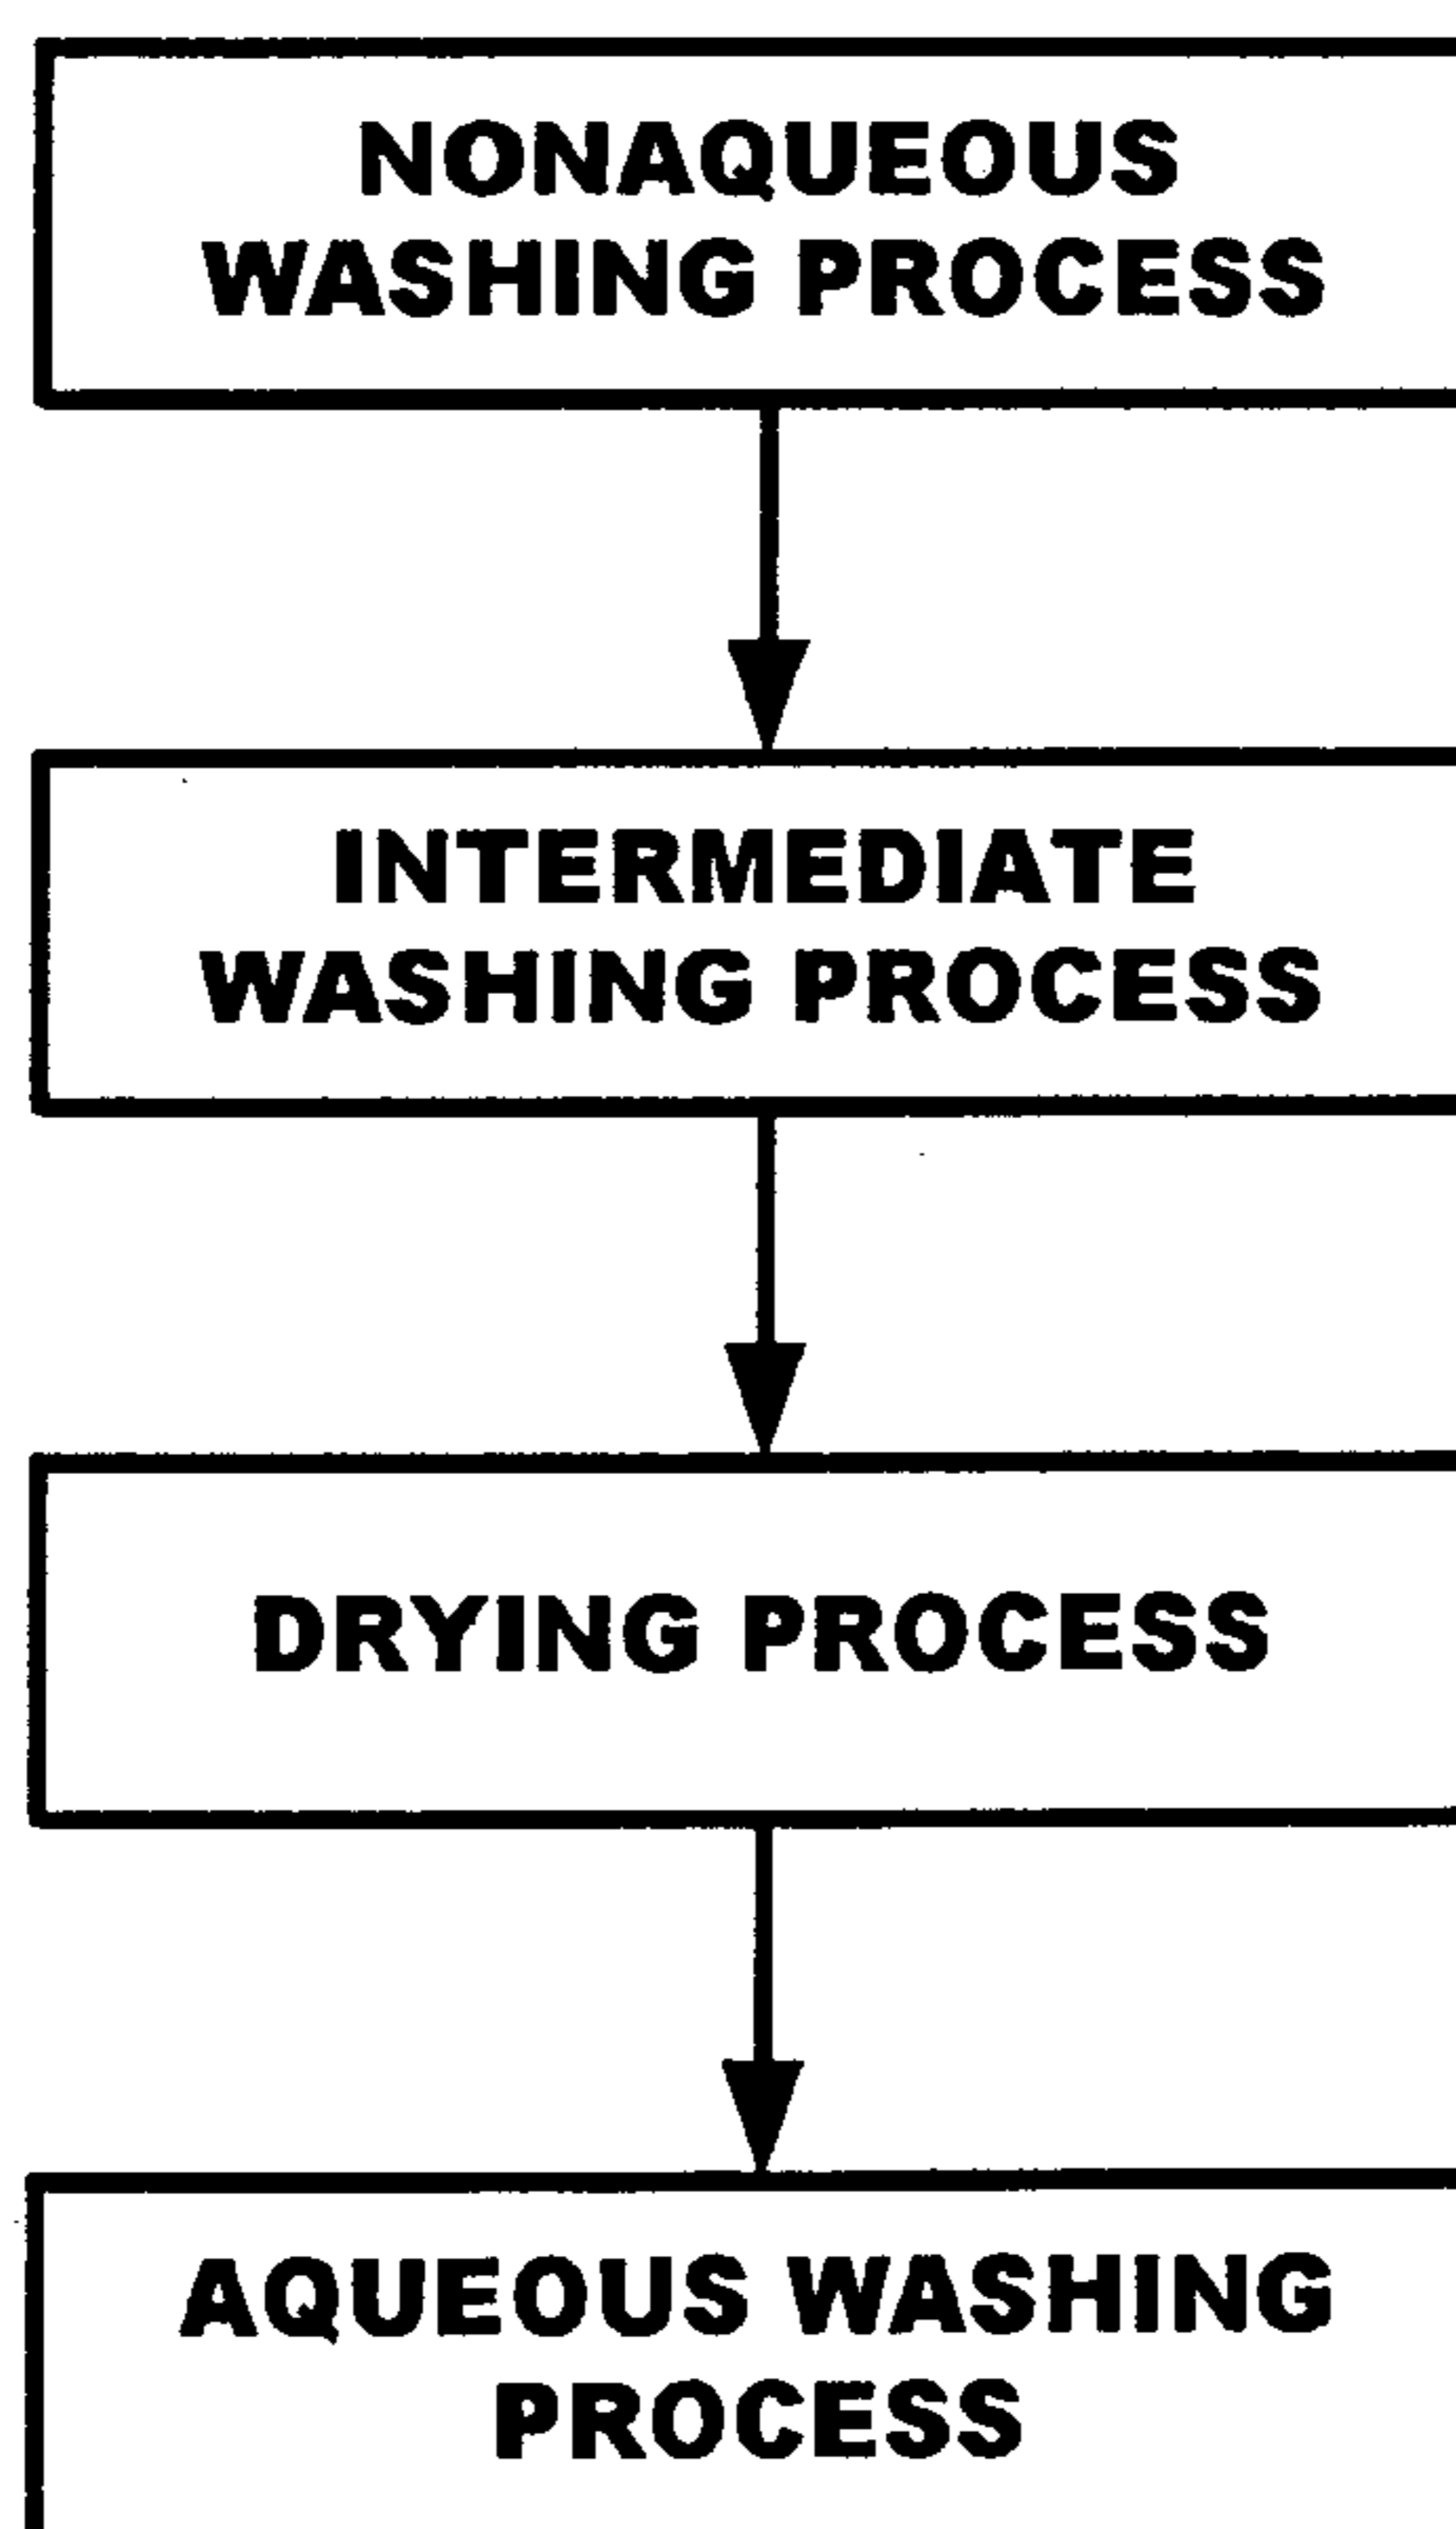 NONAQUEOUS
WASHING PROCESS
INTERMEDIATE
WASHING PROCESS
DRYING PROCESS
AQUEOUS WASHING
PROCESS